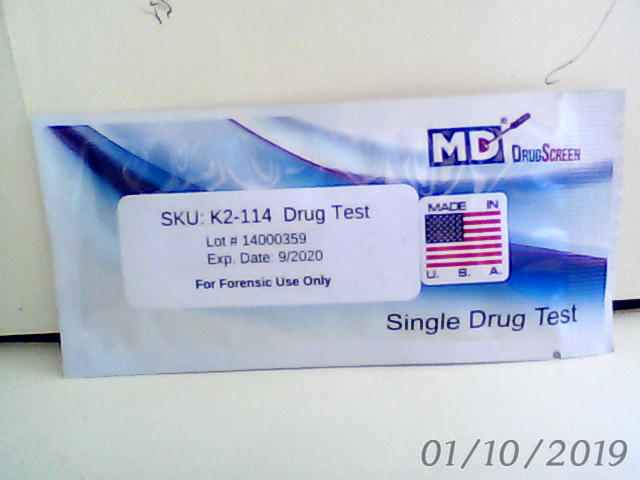 MD® DRUGSCREEN
SKU: K2-114 Drug Test
Lot # 14000359
Exp. Date: 9/2020
For Forensic Use Only
MADE IN
U. S. A.
Single Drug Test
01/10/2019